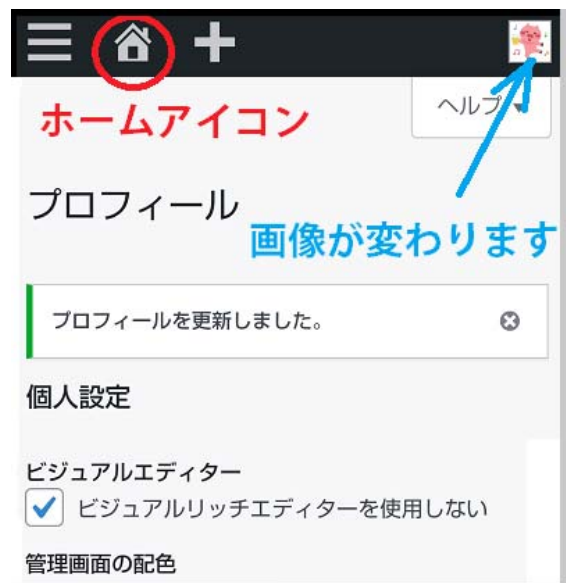 ホームアイコン
ヘルプ
プロフィール
画像が変わります
プロフィールを更新しました。
個人設定
ビジュアルエディター
ビジュアルリッチエディターを使用しない
管理画面の配色